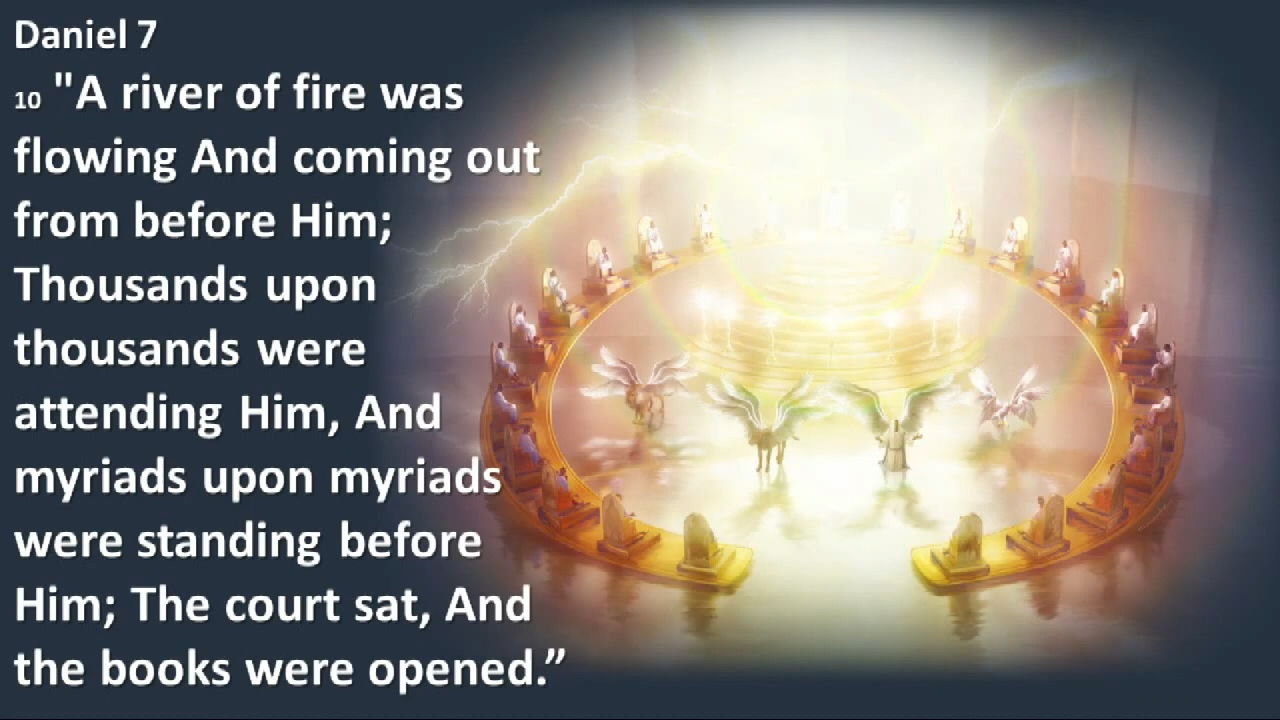 Daniel 7
10 "A river of fire was
flowing And coming out
from before Him;
Thousands upon
thousands were
attending Him, And
myriads upon myriads
were standing before
Him; The court sat, And
the books were opened.”